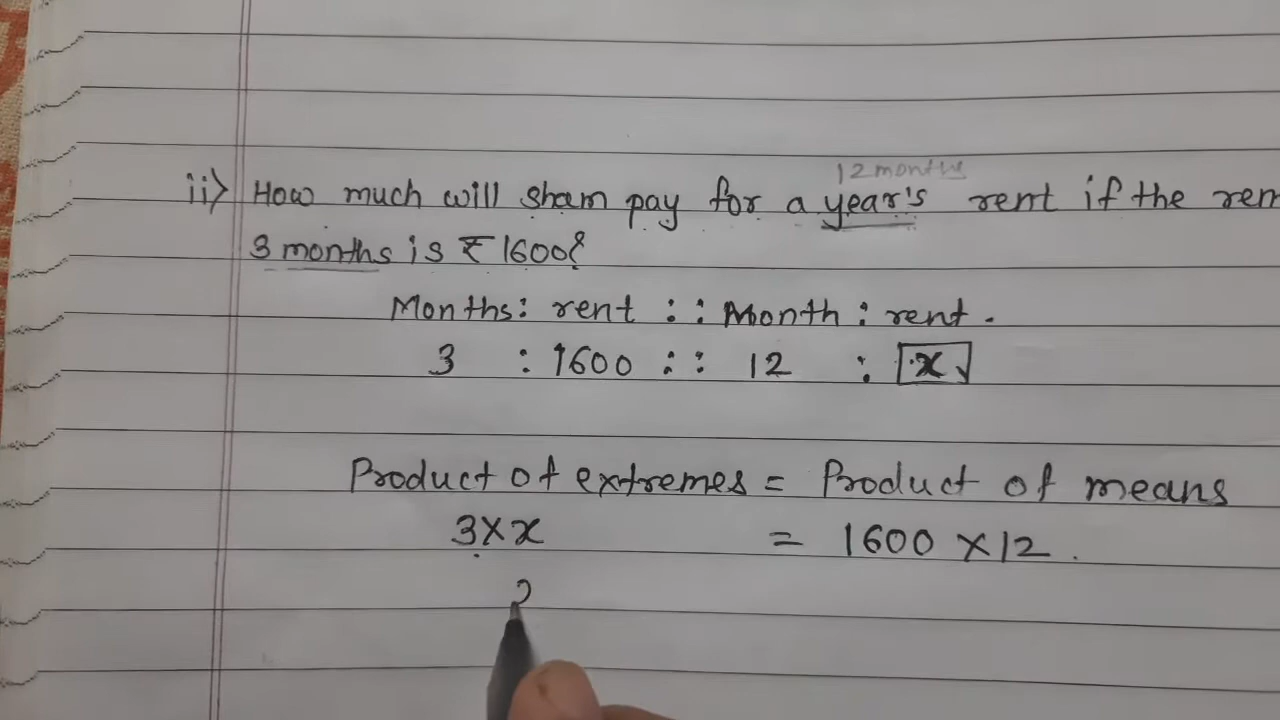 12 months
ii) How much will sham pay for a year's rent if the ren
3 months is ₹ 1600?
Months : rent : : Month : rent .
3 : 1600 : : 12 : x
Product of extremes = Product of means
3 × x = 1600 × 12 .